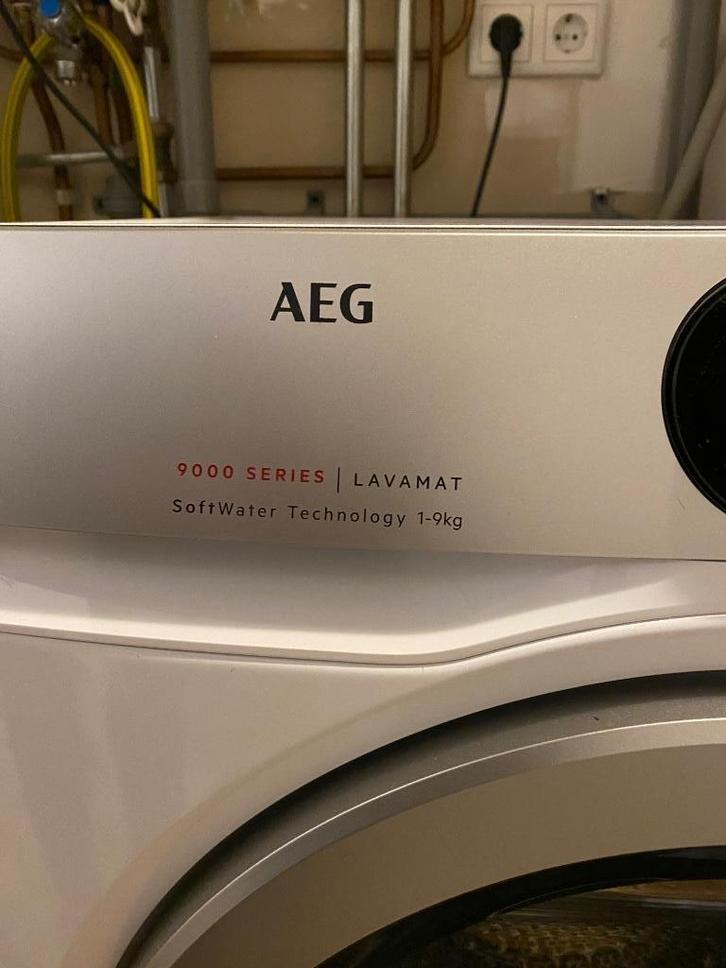 AEG
9000 SERIES | LAVAMAT
SoftWater Technology 1-9kg